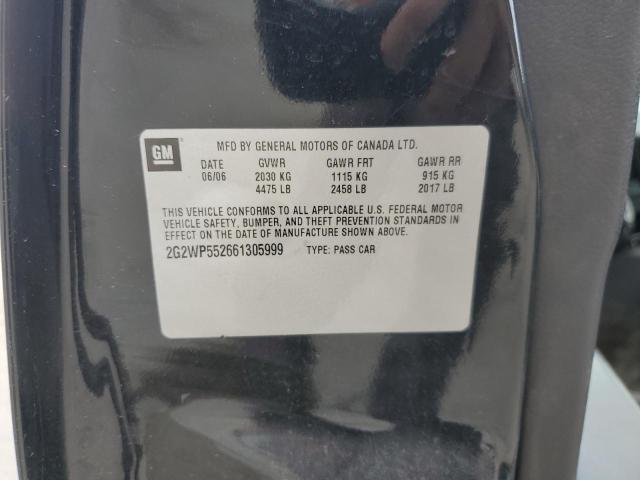 GM
MFD BY GENERAL MOTORS OF CANADA LTD.
DATE GVWR GAWR FRT GAWR RR
06/06 2030 KG 1115 KG 915 KG
4475 LB 2458 LB 2017 LB
THIS VEHICLE CONFORMS TO ALL APPLICABLE U.S. FEDERAL MOTOR
VEHICLE SAFETY, BUMPER, AND THEFT PREVENTION STANDARDS IN
EFFECT ON THE DATE OF MANUFACTURE SHOWN ABOVE.
2G2WP552661305999 TYPE: PASS CAR